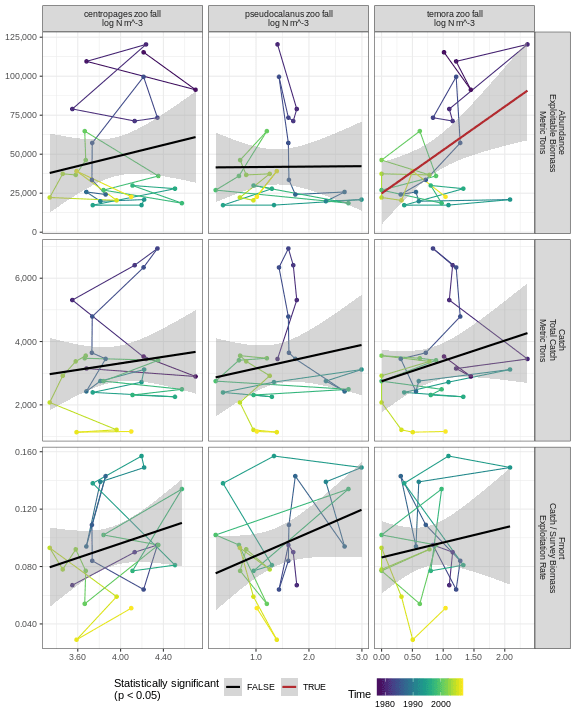 centropages zoo fall
log N m^-3
pseudocalanus zoo fall
log N m^-3
temora zoo fall
log N m^-3
125,000
100,000
75,000
50,000
25,000
0
Abundance
Exploitable Biomass
Metric Tons
6,000
4,000
2,000
Catch
Total Catch
Metric Tons
0.160
0.120
0.080
0.040
Fmort
Catch / Survey Biomass
Exploitation Rate
3.60 4.00 4.40
1.0 2.0 3.0
0.00 0.50 1.00 1.50 2.00
Statistically significant
(p < 0.05)
FALSE
TRUE
Time
1980 1990 2000